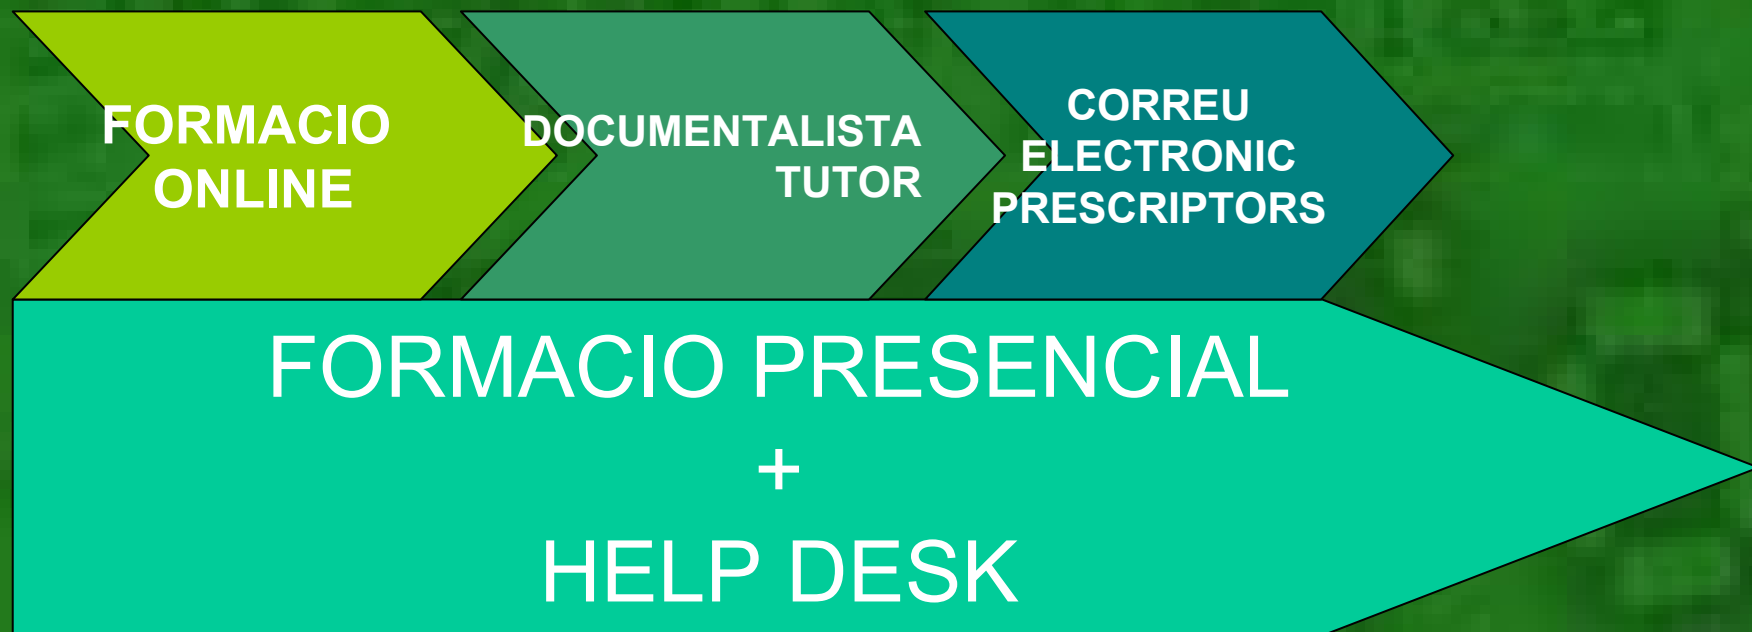 FORMACIO
ONLINE
DOCUMENTALISTA
TUTOR
CORREU
ELECTRONIC
PRESCRIPTORS
FORMACIO PRESENCIAL
+
HELP DESK